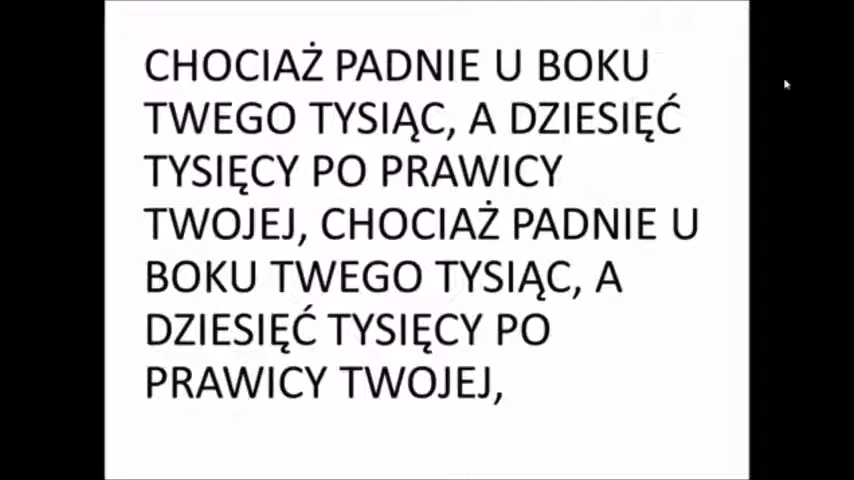 CHOCIAŻ PADNIE U BOKU
TWEGO TYSIĄC, A DZIESIĘĆ
TYSIĘCY PO PRAWICY
TWOJEJ, CHOCIAŻ PADNIE U
BOKU TWEGO TYSIĄC, A
DZIESIĘĆ TYSIĘCY PO
PRAWICY TWOJEJ,